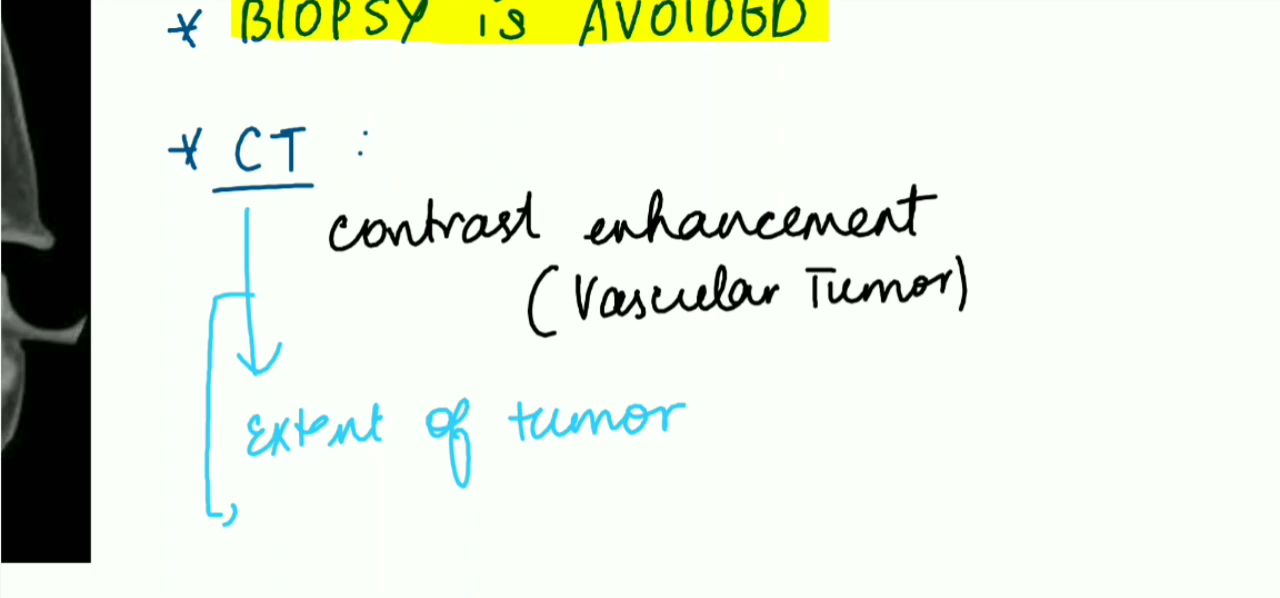 * BIOPSY is AVOIDED
* CT :
contrast enhancement
(Vascular Tumor)
Extent of tumor